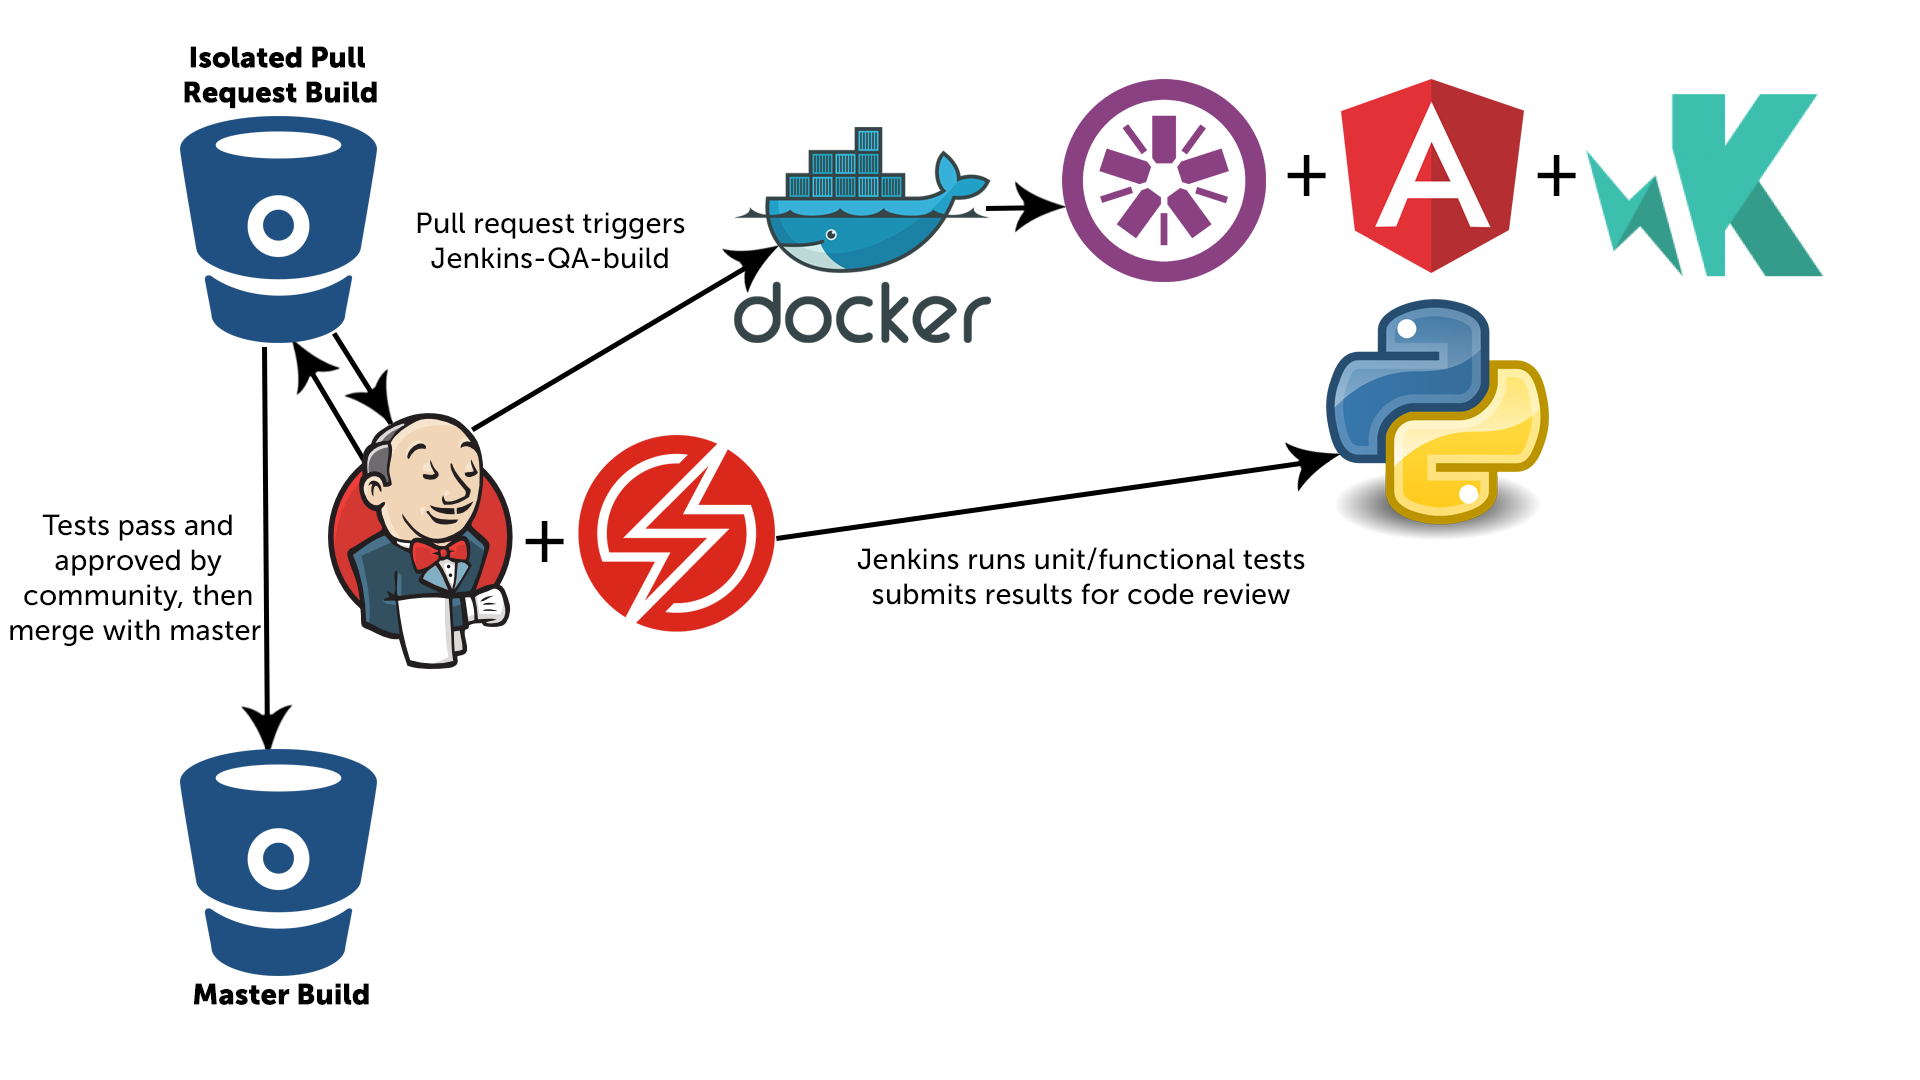 Isolated Pull
Request Build
Pull request triggers
Jenkins-QA-build
docker
A
K
Tests pass and
approved by
community, then
merge with master
Jenkins runs unit/functional tests
submits results for code review
Master Build